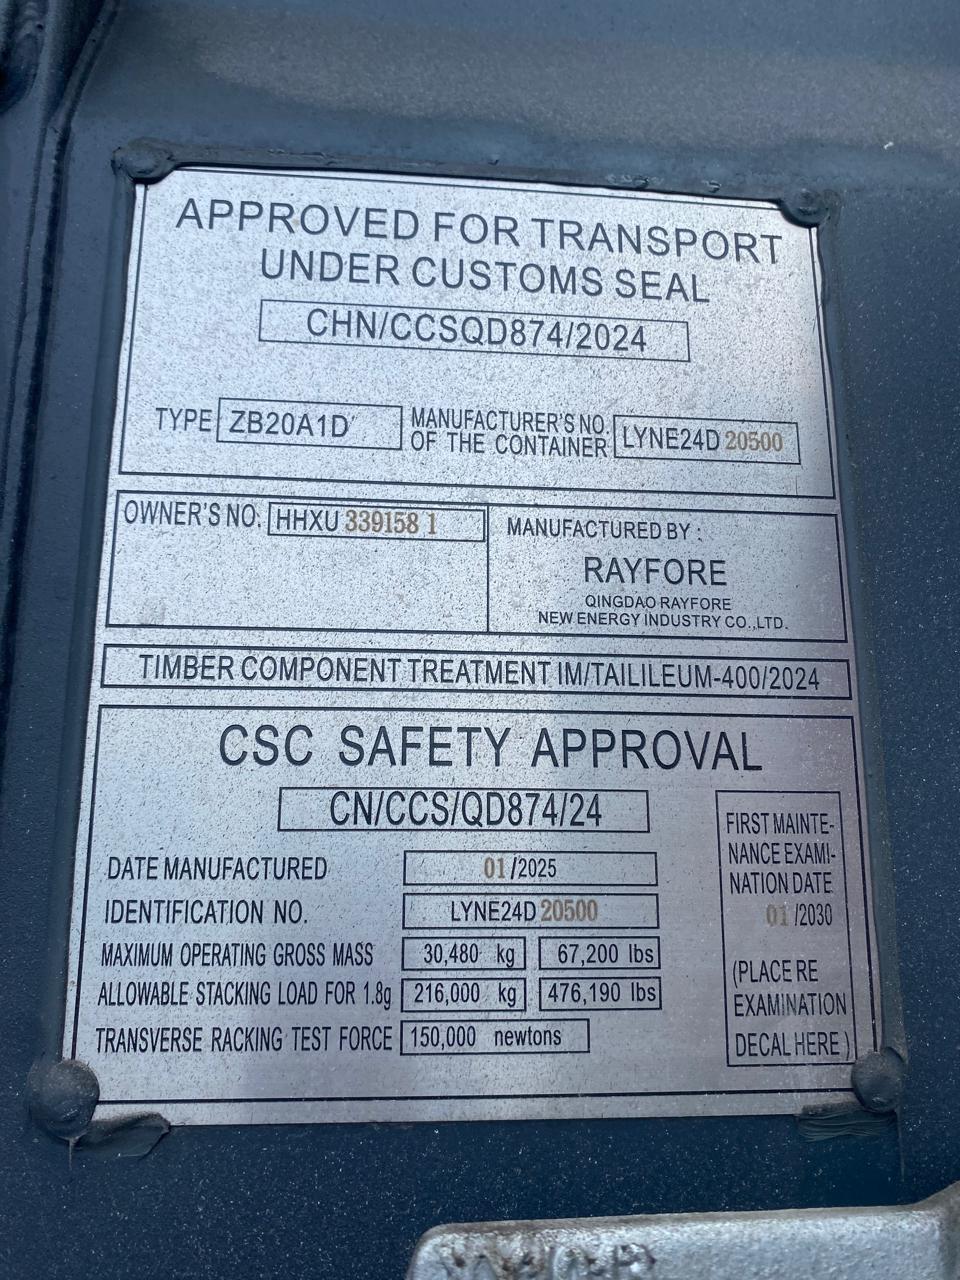 APPROVED FOR TRANSPORT
UNDER CUSTOMS SEAL
CHN/CCSQD874/2024
TYPE ZB20A1D
MANUFACTURER'S NO.
OF THE CONTAINER
LYNE24D 20500
OWNER'S NO. HHXU 339158 1
MANUFACTURED BY :
RAYFORE
QINGDAO RAYFORE
NEW ENERGY INDUSTRY CO.,LTD.
TIMBER COMPONENT TREATMENT IM/TAILILEUM-400/2024
CSC SAFETY APPROVAL
CN/CCS/QD874/24
DATE MANUFACTURED 01 /2025
IDENTIFICATION NO. LYNE24D 20500
MAXIMUM OPERATING GROSS MASS 30,480 kg 67,200 lbs
ALLOWABLE STACKING LOAD FOR 1.8g 216,000 kg 476,190 lbs
TRANSVERSE RACKING TEST FORCE 150,000 newtons
FIRST MAINTE-
NANCE EXAMI-
NATION DATE
01 /2030
(PLACE RE
EXAMINATION
DECAL HERE )